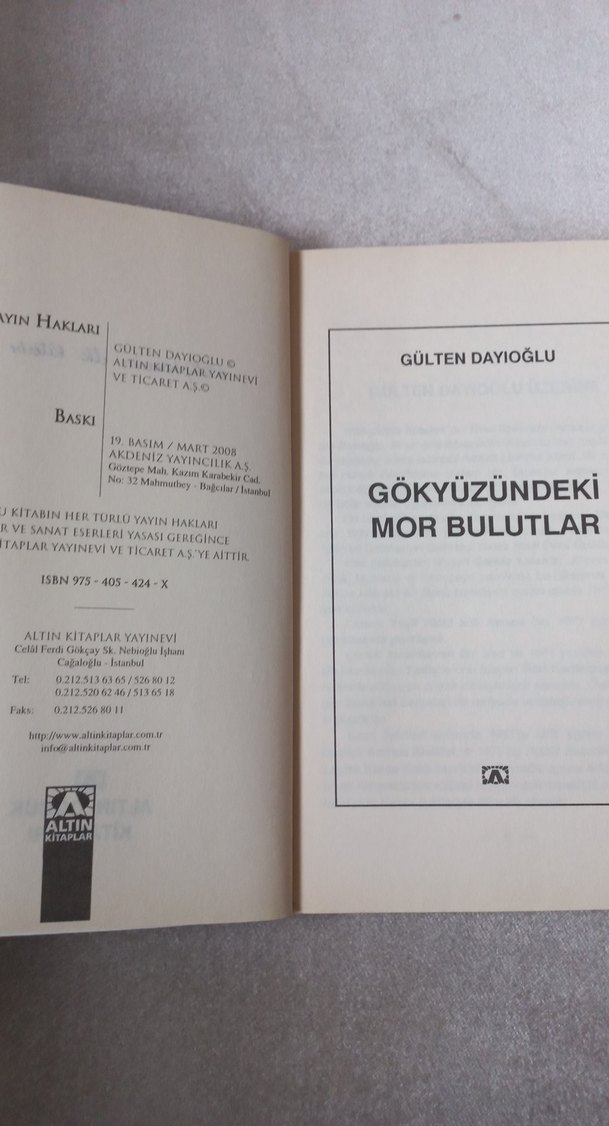 AYIN HAKLARI
GÜLTEN DAYIOĞLU ©
ALTIN KİTAPLAR YAYINEVİ
VE TİCARET A.Ş.©
BASKI
19. BASIM / MART 2008
AKDENİZ YAYINCILIK A.Ş.
Göztepe Mah. Kazım Karabekir Cad.
No: 32 Mahmutbey - Bağcılar / İstanbul
U KİTABIN HER TÜRLÜ YAYIN HAKLARI
R VE SANAT ESERLERİ YASASI GEREĞİNCE
İTAPLAR YAYINEVİ VE TİCARET A.Ş.'YE AİTTİR.
ISBN 975 - 405 - 424 - X
ALTIN KİTAPLAR YAYINEVİ
Celâl Ferdi Gökçay Sk. Nebioğlu İşhanı
Cağaloğlu - İstanbul
Tel: 0.212.513 63 65 / 526 80 12
0.212.520 62 46 / 513 65 18
Faks: 0.212.526 80 11
http://www.altinkitaplar.com.tr
info@altinkitaplar.com.tr
ALTIN
KİTAPLAR
GÜLTEN DAYIOĞLU
GÖKYÜZÜNDEKİ
MOR BULUTLAR